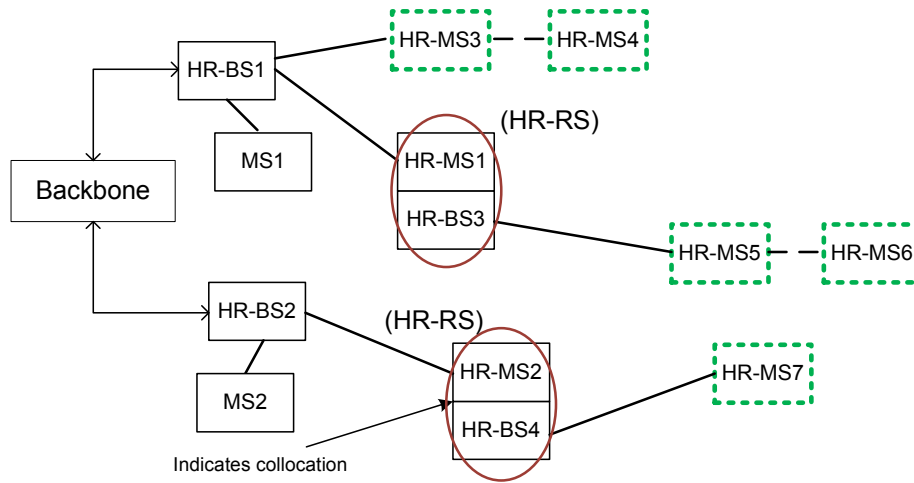 HR-MS3
HR-MS4
HR-BS1
(HR-RS)
MS1
HR-MS1
Backbone
HR-BS3
HR-MS5
HR-MS6
HR-BS2
(HR-RS)
HR-MS2
HR-MS7
MS2
HR-BS4
Indicates collocation